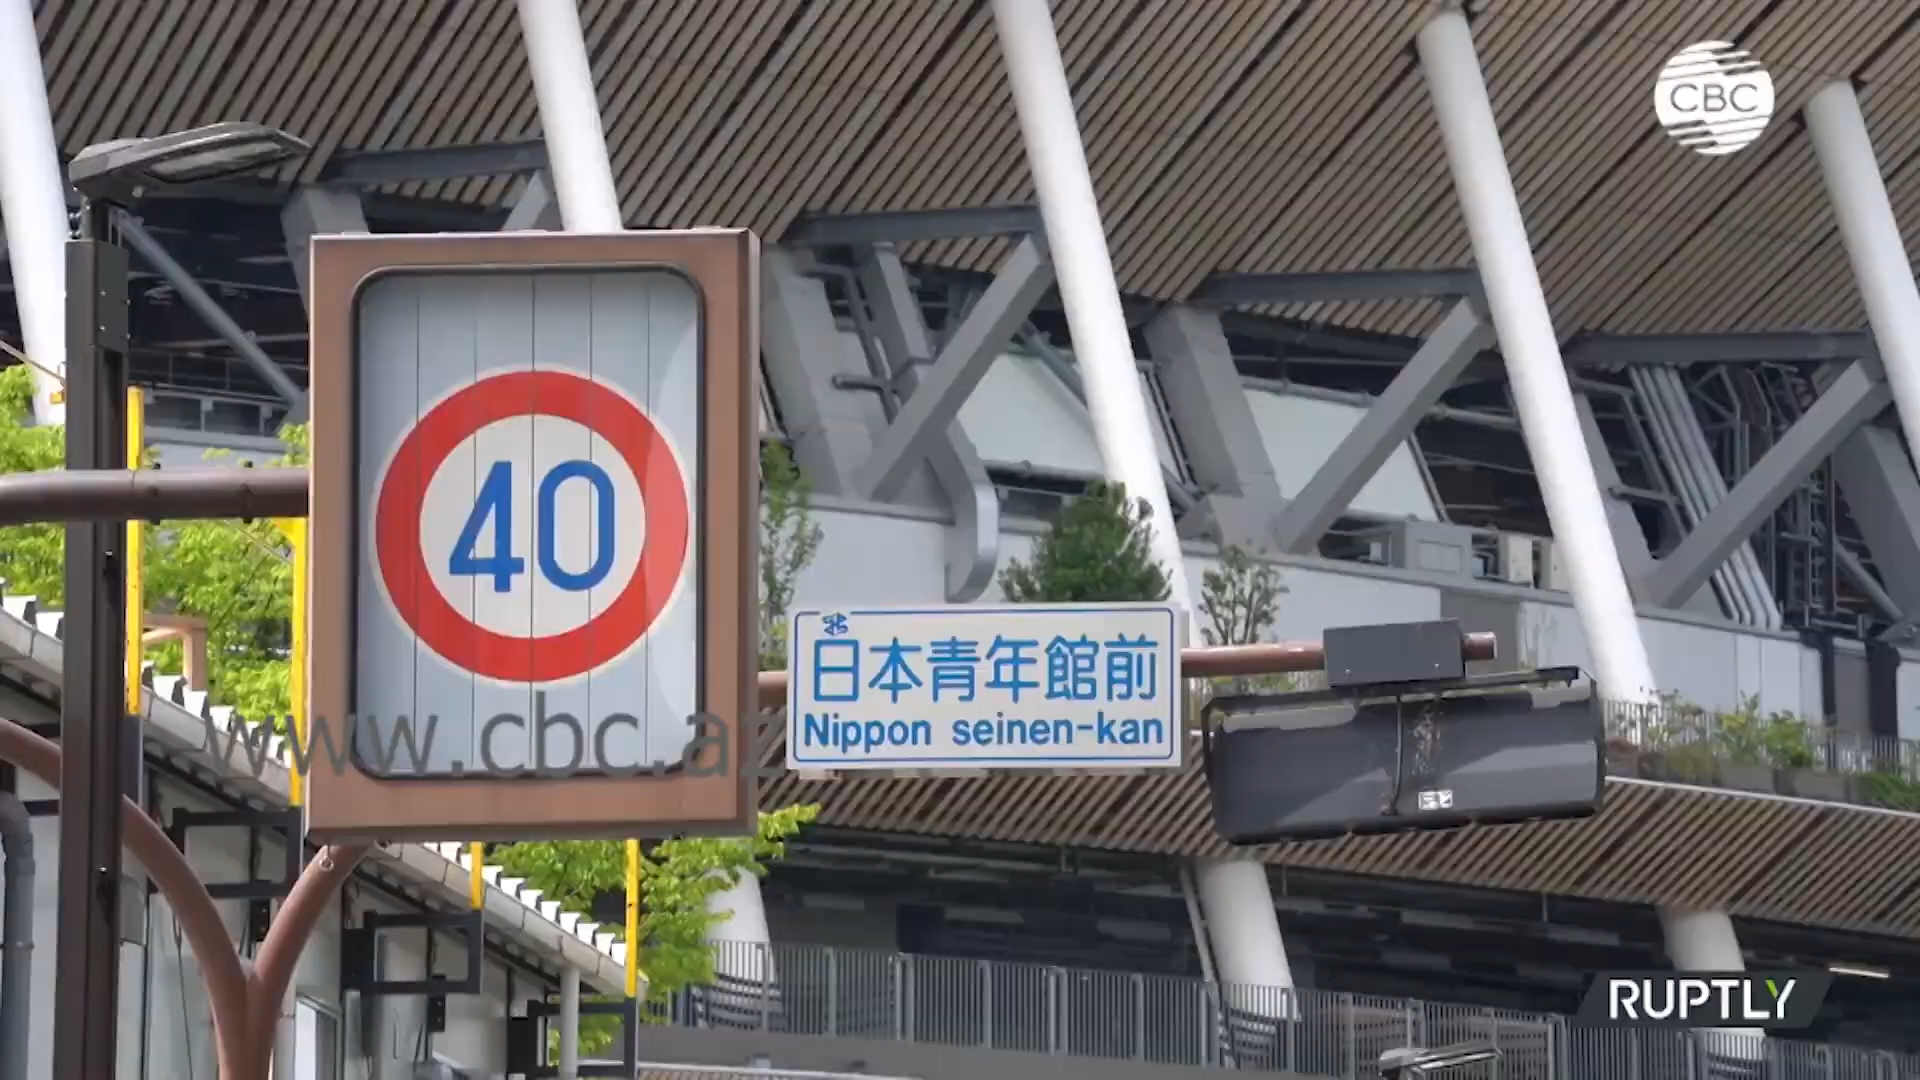 CBC
40
日本青年館前
Nippon seinen-kan
www.cbc.az
RUPTLY